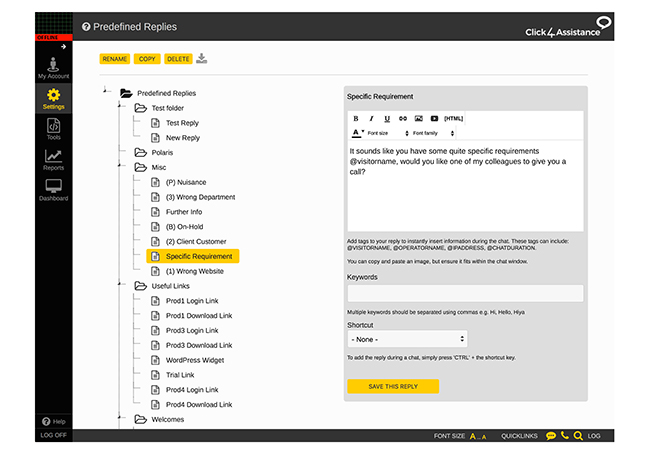 OFFLINE
? Predefined Replies
Click4Assistance
My Account
Settings
Tools
Reports
Dashboard
? Help
LOG OFF
RENAME COPY DELETE
Predefined Replies
Test folder
Test Reply
New Reply
Polaris
Misc
(P) Nuisance
(3) Wrong Department
Further Info
(B) On-Hold
(2) Client Customer
Specific Requirement
(1) Wrong Website
Useful Links
Prod1 Login Link
Prod1 Download Link
Prod3 Login Link
Prod3 Download Link
WordPress Widget
Trial Link
Prod4 Login Link
Prod4 Download Link
Welcomes
Specific Requirement
B I U [HTML]
A Font size Font family
It sounds like you have some quite specific requirements
@visitorname, would you like one of my colleagues to give you a
call?
Add tags to your reply to instantly insert information during the chat. These tags can include:
@VISITORNAME, @OPERATORNAME, @IPADDRESS, @CHATDURATION.
You can copy and paste an image, but ensure it fits within the chat window.
Keywords
Multiple keywords should be separated using commas e.g. Hi, Hello, Hiya
Shortcut
- None -
To add the reply during a chat, simply press 'CTRL' + the shortcut key.
SAVE THIS REPLY
FONT SIZE A .. A QUICKLINKS LOG